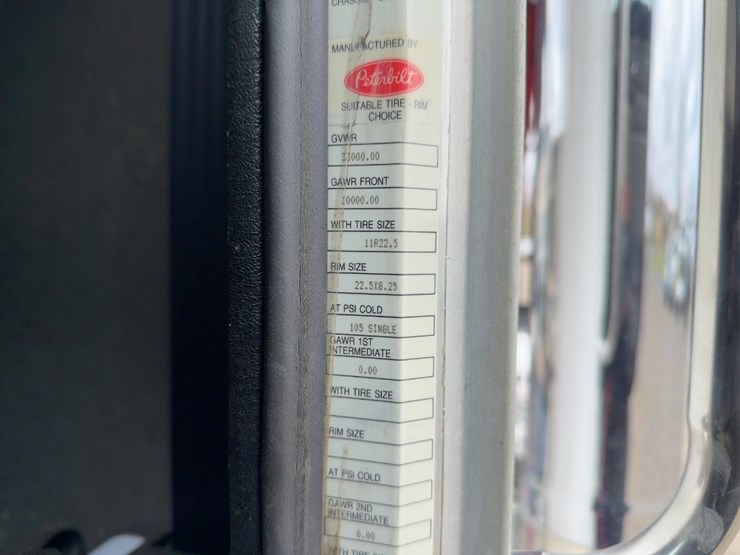 MANUFACTURED BY
Peterbilt
SUITABLE TIRE - RIM
CHOICE
GVWR
33000.00
GAWR FRONT
10000.00
WITH TIRE SIZE
11R22.5
RIM SIZE
22.5X8.25
AT PSI COLD
105 SINGLE
GAWR 1ST
INTERMEDIATE
0.00
WITH TIRE SIZE
RIM SIZE
AT PSI COLD
GAWR 2ND
INTERMEDIATE
0.00
WITH TIRE